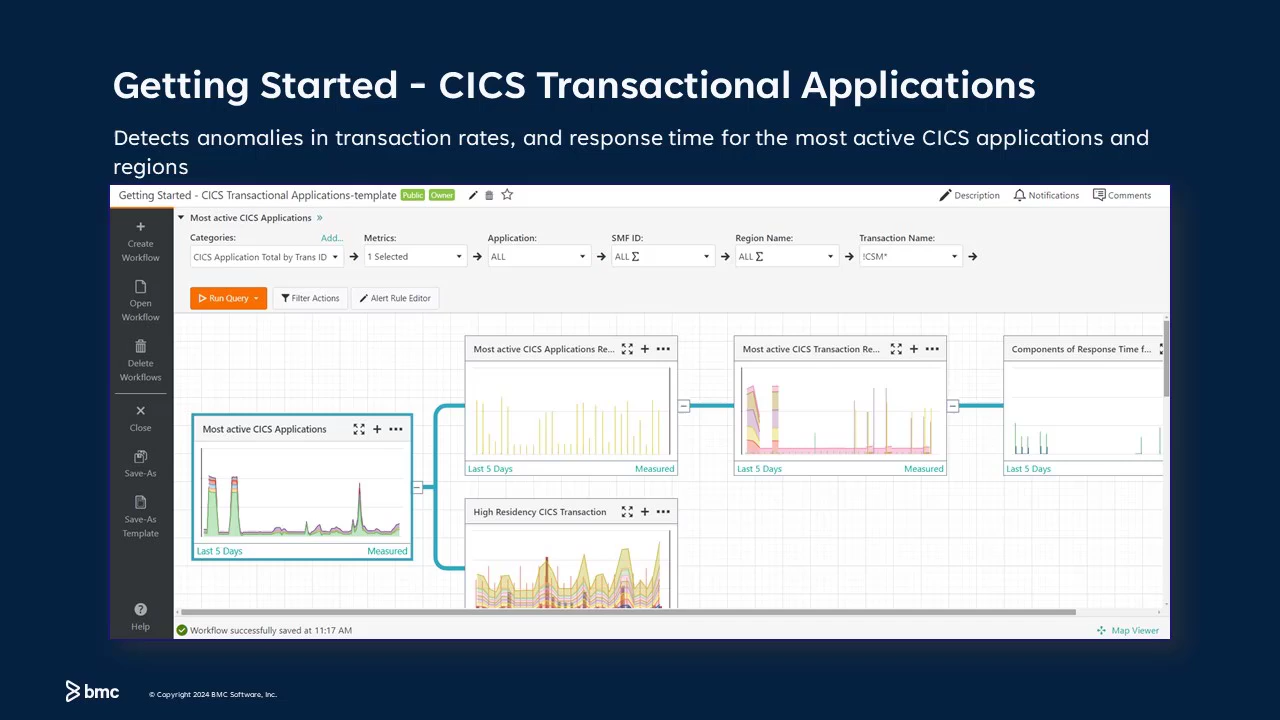 Getting Started - CICS Transactional Applications
Detects anomalies in transaction rates, and response time for the most active CICS applications and
regions
Getting Started - CICS Transactional Applications-template Public Owner
Description Notifications Comments
Create
Workflow
Open
Workflow
Delete
Workflows
Close
Save-As
Save-As
Template
Help
Most active CICS Applications »
Categories: Add... Metrics: Application: SMF ID: Region Name: Transaction Name:
CICS Application Total by Trans ID 1 Selected ALL ALL Σ ALL Σ !CSM*
Run Query Filter Actions Alert Rule Editor
Most active CICS Applications Re...
Last 5 Days Measured
Most active CICS Transaction Re...
Last 5 Days Measured
Components of Response Time f...
Last 5 Days
Most active CICS Applications
Last 5 Days Measured
High Residency CICS Transaction
Workflow successfully saved at 11:17 AM
Map Viewer
bmc
© Copyright 2024 BMC Software, Inc.